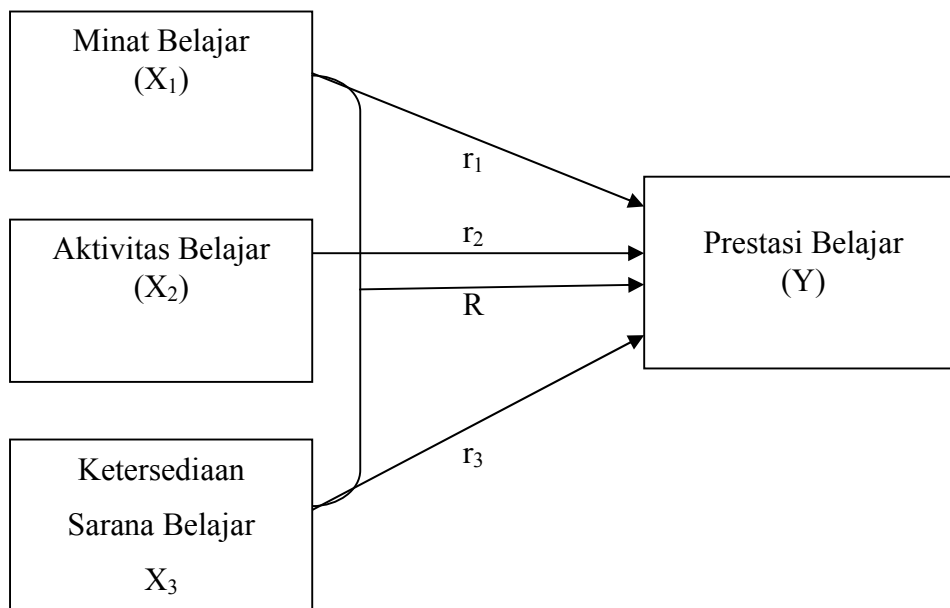 Minat Belajar
(X₁)
r₁
Aktivitas Belajar
(X₂)
r₂
R
Prestasi Belajar
(Y)
Ketersediaan
Sarana Belajar
X₃
r₃